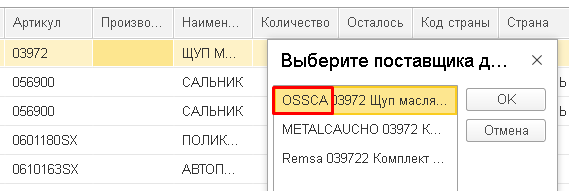 Артикул Произво... Наимен... Количество Осталось Код страны Страна
03972 ЩУП М...
Выберите поставщика д... ×
056900 САЛЬНИК
OSSCA 03972 Щуп масля... OK
056900 САЛЬНИК
METALCAUCHO 03972 К... Отмена
0601180SX ПОЛИК...
Remsa 039722 Комплект ...
0610163SX АВТОП...